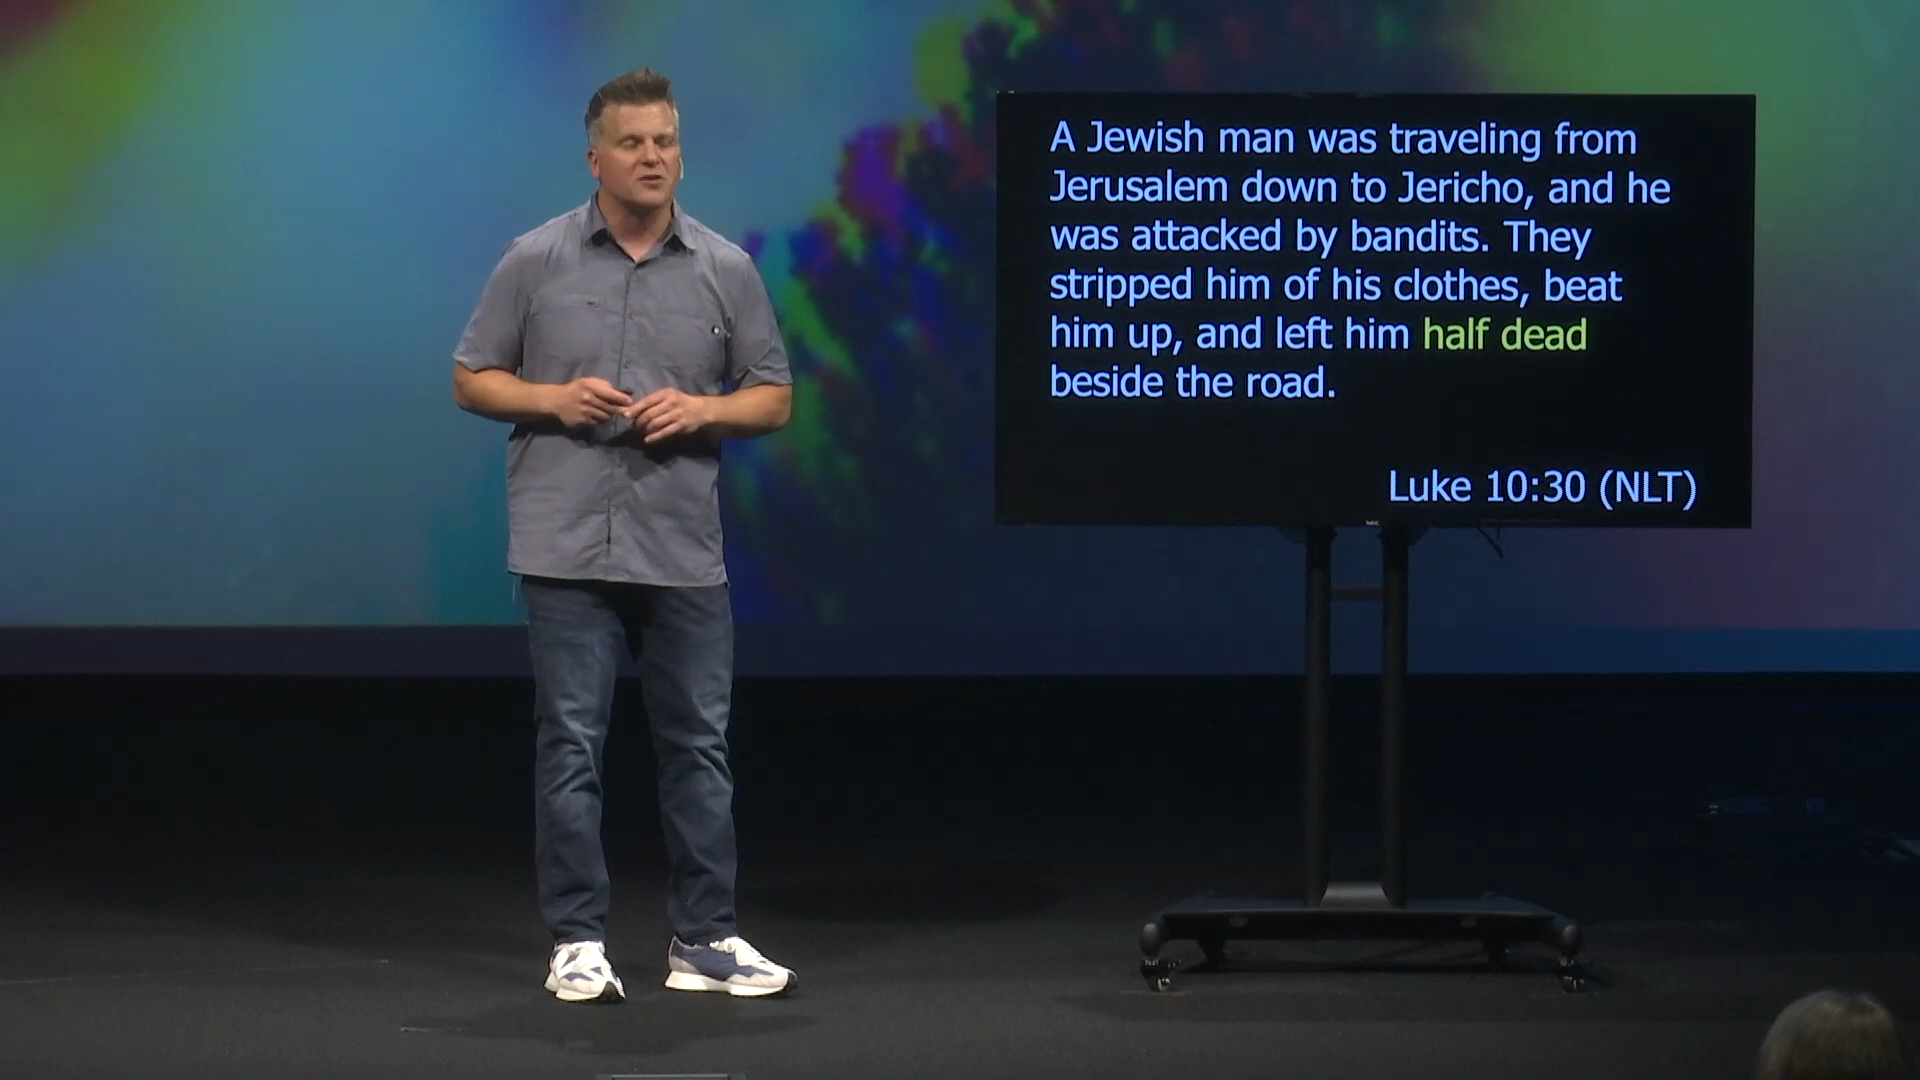 A Jewish man was traveling from
Jerusalem down to Jericho, and he
was attacked by bandits. They
stripped him of his clothes, beat
him up, and left him half dead
beside the road.
Luke 10:30 (NLT)
NEC